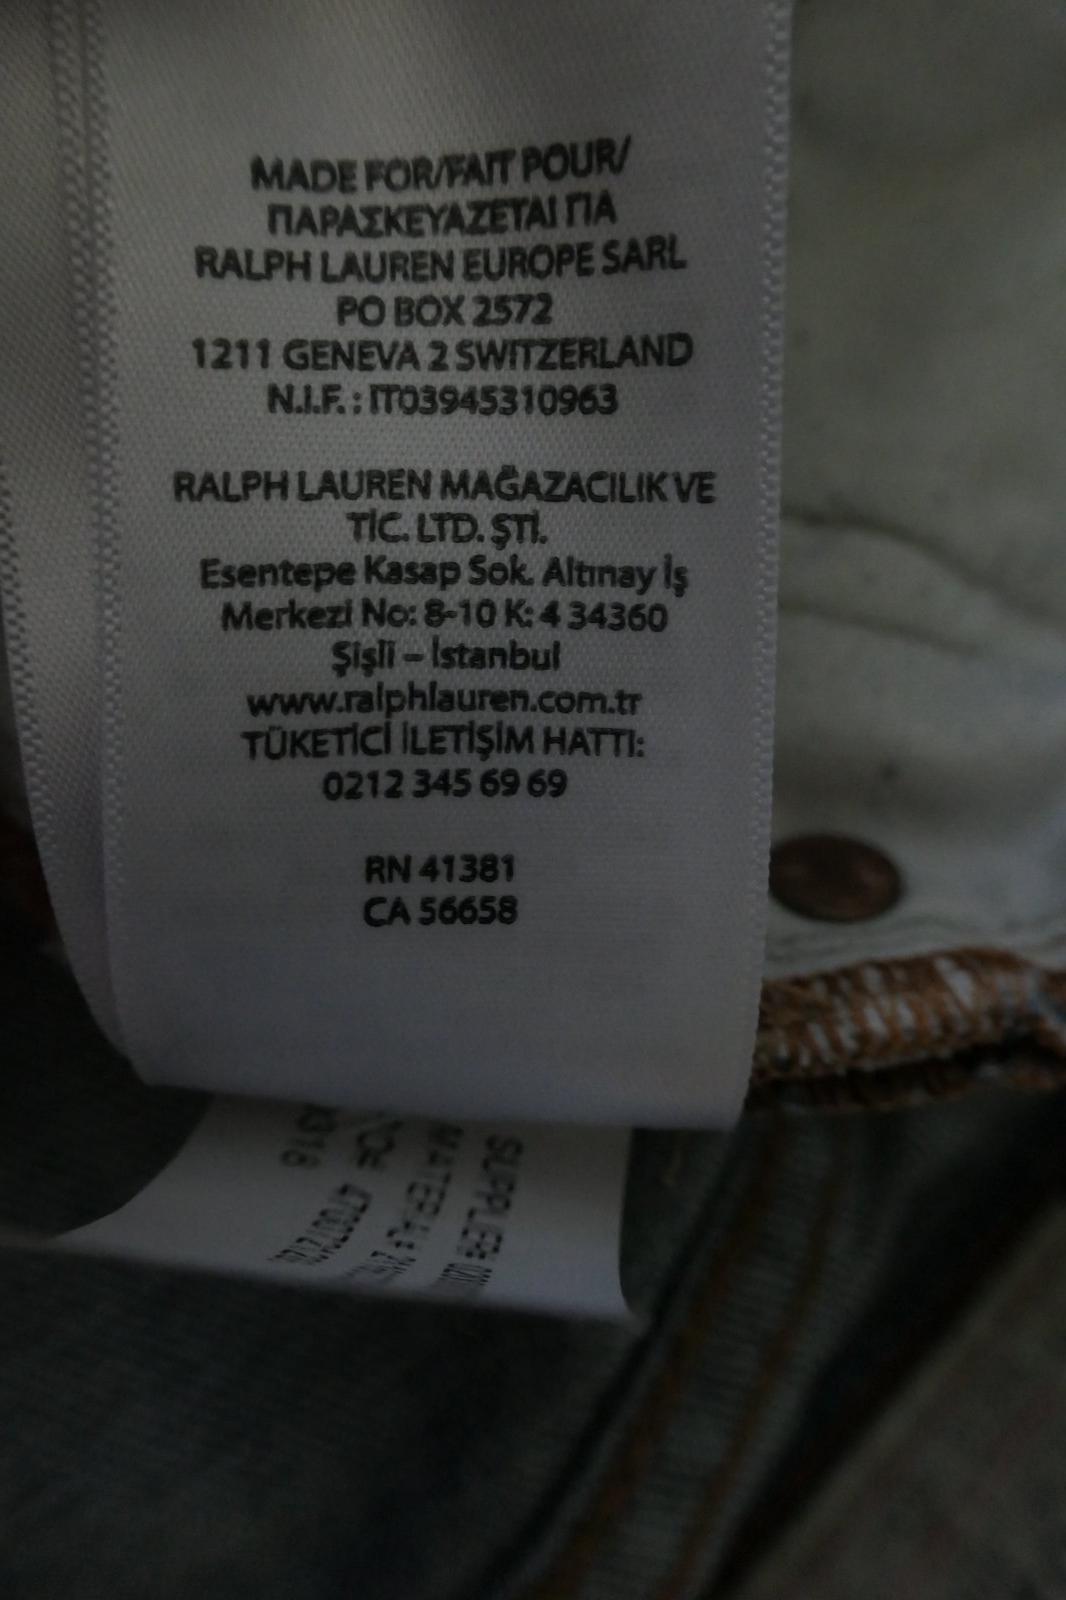 MADE FOR/FAIT POUR/
ΠΑΡΑΣΚΕΥΑΖΕΤΑΙ ΓΙΑ
RALPH LAUREN EUROPE SARL
PO BOX 2572
1211 GENEVA 2 SWITZERLAND
N.I.F. : IT03945310963
RALPH LAUREN MAĞAZACILIK VE
TİC. LTD. ŞTİ.
Esentepe Kasap Sok. Altınay İş
Merkezi No: 8-10 K: 4 34360
Şişli – İstanbul
www.ralphlauren.com.tr
TÜKETİCİ İLETİŞİM HATTI:
0212 345 69 69
RN 41381
CA 56658
SUPPLIER